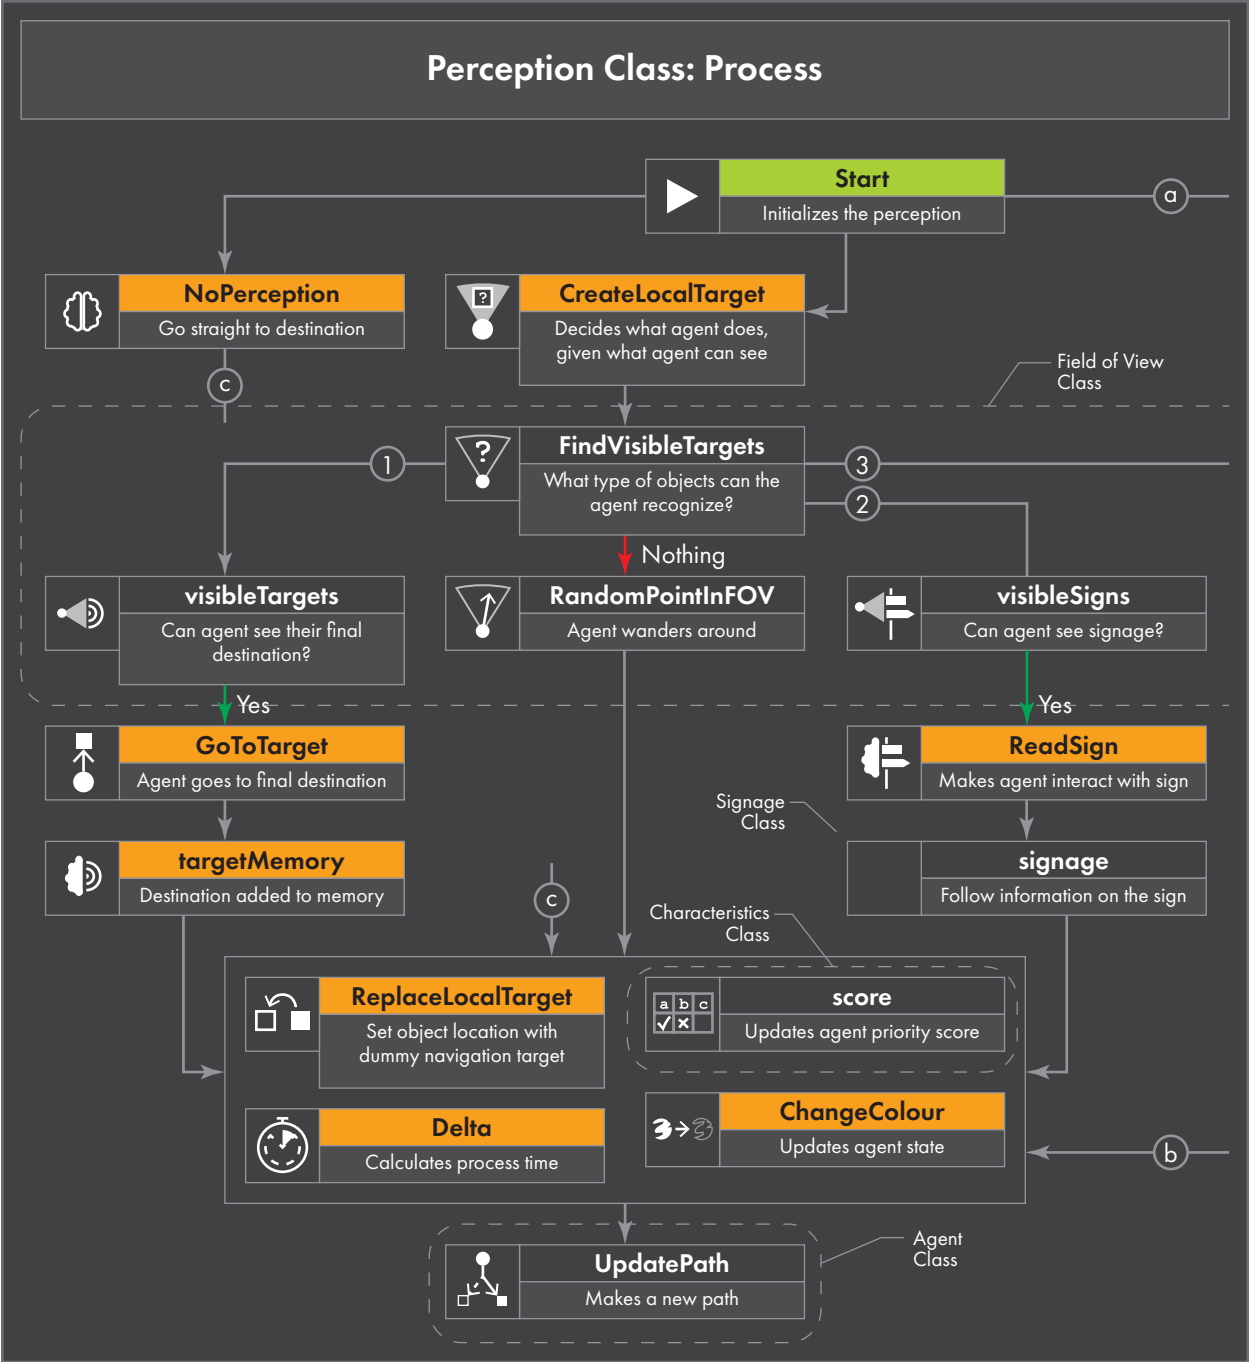 Perception Class: Process
Start
Initializes the perception
a
NoPerception
Go straight to destination
c
CreateLocalTarget
?
Decides what agent does,
given what agent can see
Field of View
Class
FindVisibleTargets
?
What type of objects can the
agent recognize?
1
3
2
Nothing
visibleTargets
Can agent see their final
destination?
RandomPointInFOV
Agent wanders around
visibleSigns
Can agent see signage?
Yes
Yes
GoToTarget
Agent goes to final destination
ReadSign
Makes agent interact with sign
Signage
Class
targetMemory
Destination added to memory
signage
Follow information on the sign
c
Characteristics
Class
ReplaceLocalTarget
Set object location with
dummy navigation target
a b c
score
Updates agent priority score
Delta
Calculates process time
ChangeColour
Updates agent state
b
UpdatePath
Makes a new path
Agent
Class